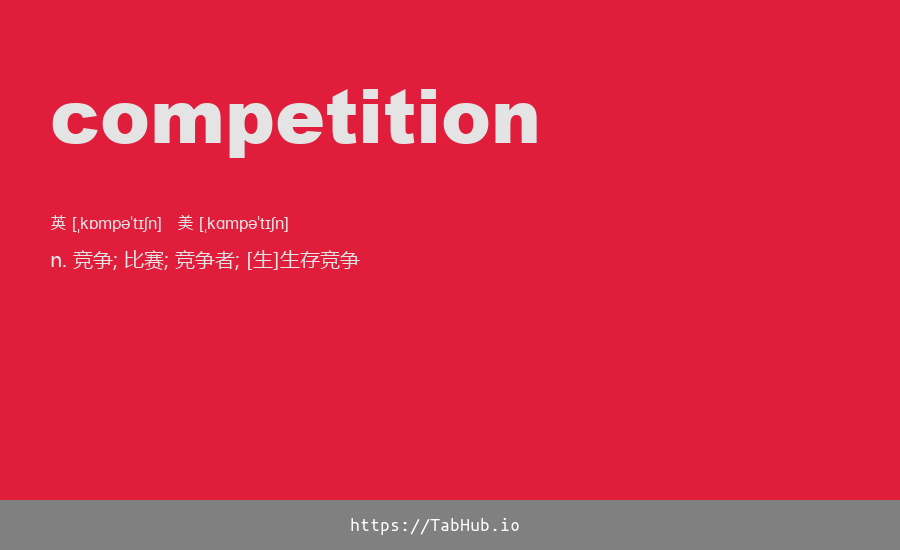 competition
英 [ˌkɒmpəˈtɪʃn] 美 [ˌkɑmpəˈtɪʃn]
n. 竞争; 比赛; 竞争者; [生]生存竞争
https://TabHub.io